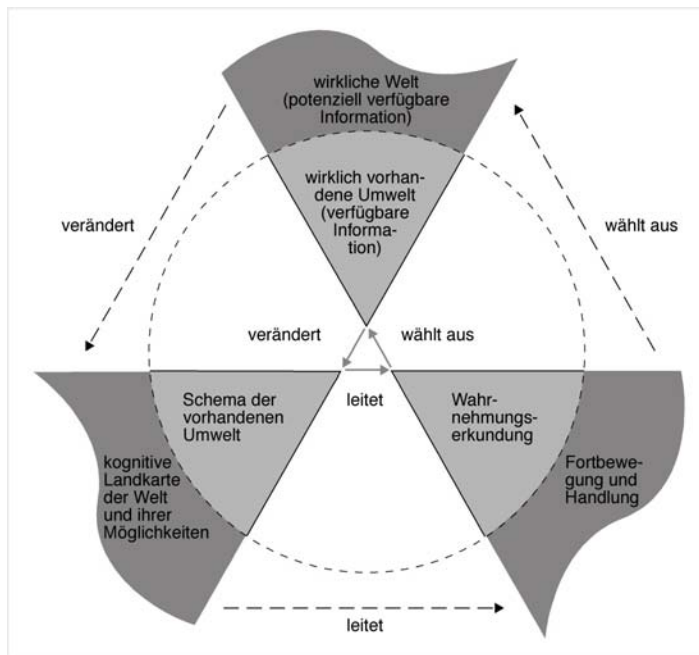 wirkliche Welt
(potenziell verfügbare
Information)
wirklich vorhan-
dene Umwelt
(verfügbare
Informa-
tion)
verändert
wählt aus
verändert
wählt aus
leitet
Schema der
vorhandenen
Umwelt
Wahr-
nehmungs-
erkundung
kognitive
Landkarte
der Welt
und ihrer
Möglichkeiten
Fortbewe-
gung und
Handlung
leitet